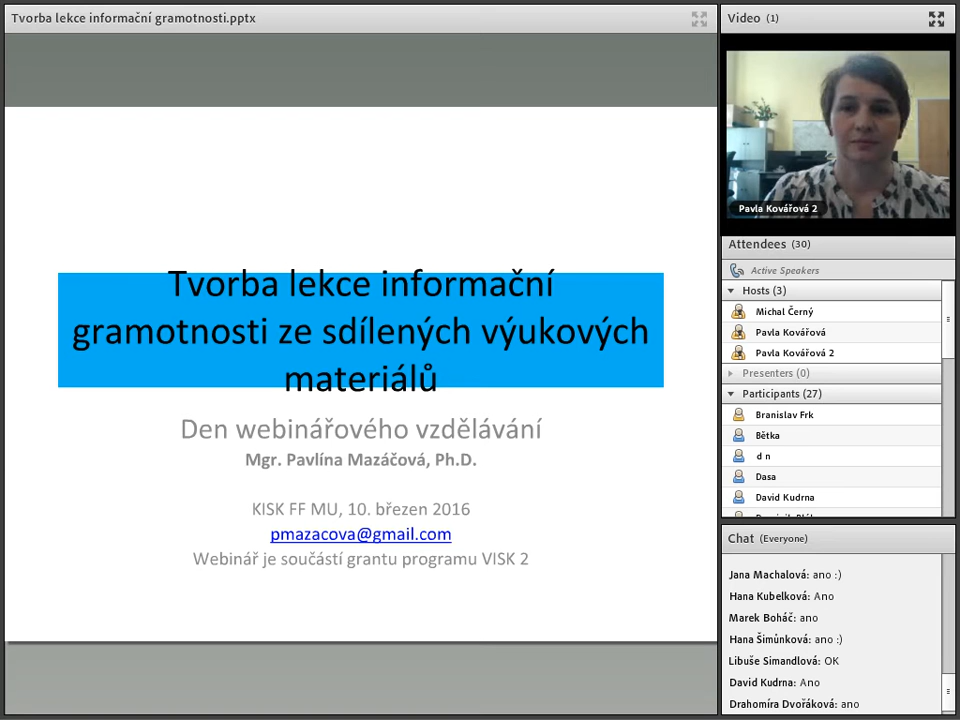 Tvorba lekce informační gramotnosti.pptx
Tvorba lekce informační
gramotnosti ze sdílených výukových
materiálů
Den webinářového vzdělávání
Mgr. Pavlína Mazáčová, Ph.D.
KISK FF MU, 10. březen 2016
pmazacova@gmail.com
Webinář je součástí grantu programu VISK 2
Video (1)
Pavla Kovářová 2
Attendees (30)
Active Speakers
Hosts (3)
Michal Černý
Pavla Kovářová
Pavla Kovářová 2
Presenters (0)
Participants (27)
Branislav Frk
Bětka
d n
Dasa
David Kudrna
Chat (Everyone)
Jana Machalová: ano :)
Hana Kubelková: Ano
Marek Boháč: ano
Hana Šimůnková: ano :)
Libuše Simandlová: OK
David Kudrna: Ano
Drahomíra Dvořáková: ano